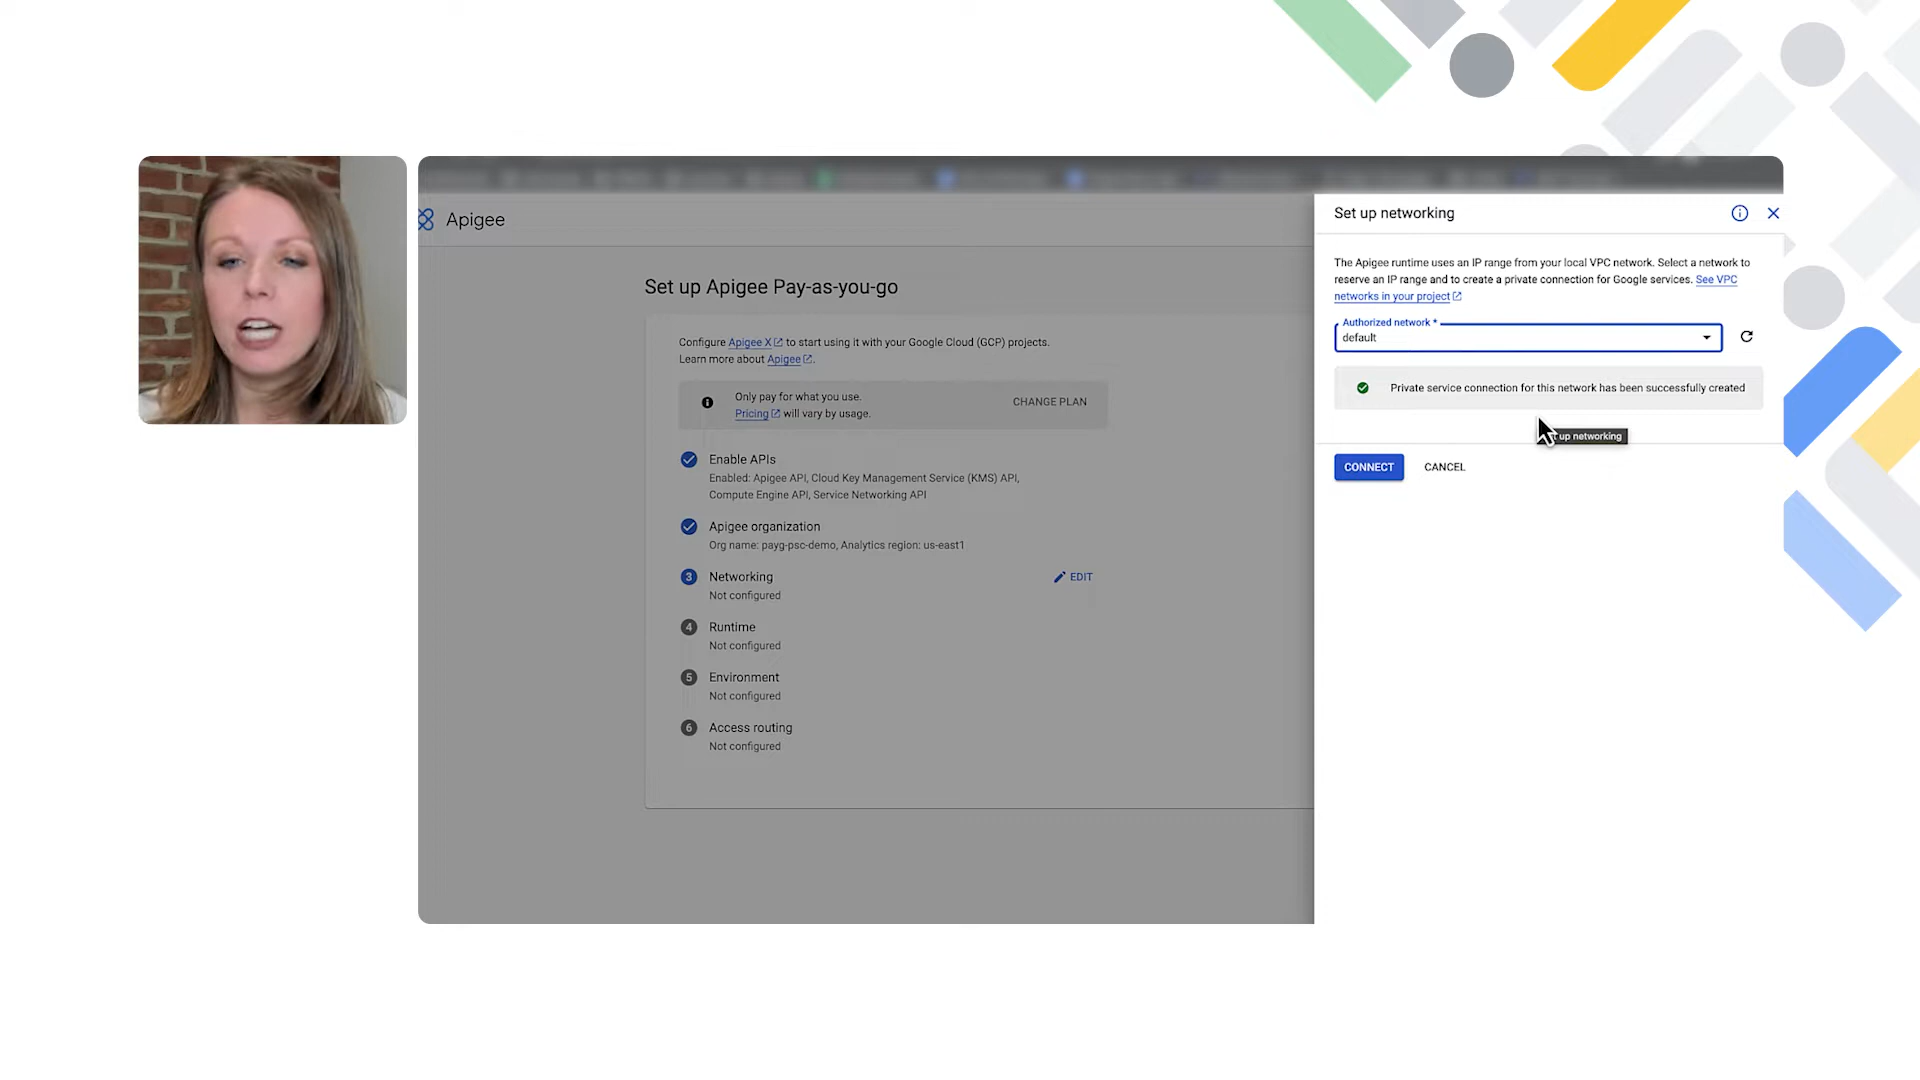 Apigee
Set up Apigee Pay-as-you-go
Configure Apigee X to start using it with your Google Cloud (GCP) projects.
Learn more about Apigee.
Only pay for what you use.
Pricing will vary by usage.
CHANGE PLAN
Enable APIs
Enabled: Apigee API, Cloud Key Management Service (KMS) API,
Compute Engine API, Service Networking API
Apigee organization
Org name: payg-psc-demo, Analytics region: us-east1
3 Networking
Not configured
EDIT
4 Runtime
Not configured
5 Environment
Not configured
6 Access routing
Not configured
Set up networking
The Apigee runtime uses an IP range from your local VPC network. Select a network to
reserve an IP range and to create a private connection for Google services. See VPC
networks in your project
Authorized network *
default
Private service connection for this network has been successfully created
up networking
CONNECT
CANCEL